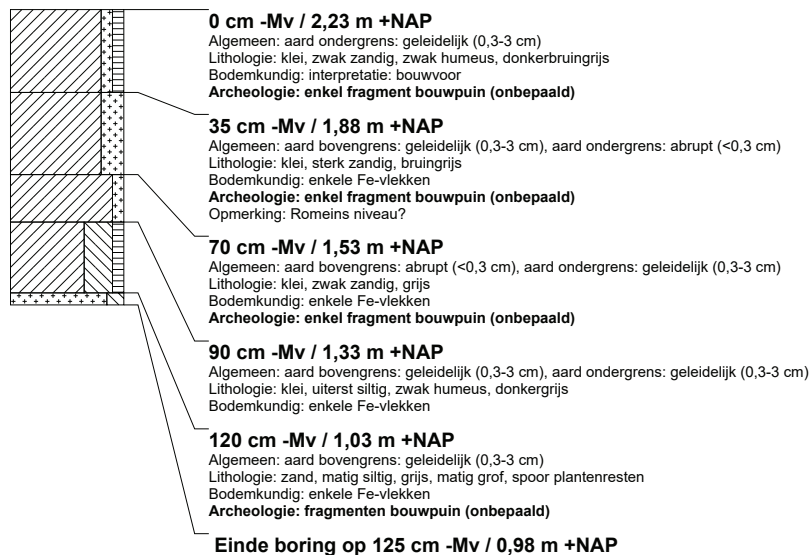 0 cm -Mv / 2,23 m +NAP
Algemeen: aard ondergrens: geleidelijk (0,3-3 cm)
Lithologie: klei, zwak zandig, zwak humeus, donkerbruingrijs
Bodemkundig: interpretatie: bouwvoor
Archeologie: enkel fragment bouwpuin (onbepaald)
35 cm -Mv / 1,88 m +NAP
Algemeen: aard bovengrens: geleidelijk (0,3-3 cm), aard ondergrens: abrupt (<0,3 cm)
Lithologie: klei, sterk zandig, bruingrijs
Bodemkundig: enkele Fe-vlekken
Archeologie: enkel fragment bouwpuin (onbepaald)
Opmerking: Romeins niveau?
70 cm -Mv / 1,53 m +NAP
Algemeen: aard bovengrens: abrupt (<0,3 cm), aard ondergrens: geleidelijk (0,3-3 cm)
Lithologie: klei, zwak zandig, grijs
Bodemkundig: enkele Fe-vlekken
Archeologie: enkel fragment bouwpuin (onbepaald)
90 cm -Mv / 1,33 m +NAP
Algemeen: aard bovengrens: geleidelijk (0,3-3 cm), aard ondergrens: geleidelijk (0,3-3 cm)
Lithologie: klei, uiterst siltig, zwak humeus, donkergrijs
Bodemkundig: enkele Fe-vlekken
120 cm -Mv / 1,03 m +NAP
Algemeen: aard bovengrens: geleidelijk (0,3-3 cm)
Lithologie: zand, matig siltig, grijs, matig grof, spoor plantenresten
Bodemkundig: enkele Fe-vlekken
Archeologie: fragmenten bouwpuin (onbepaald)
Einde boring op 125 cm -Mv / 0,98 m +NAP